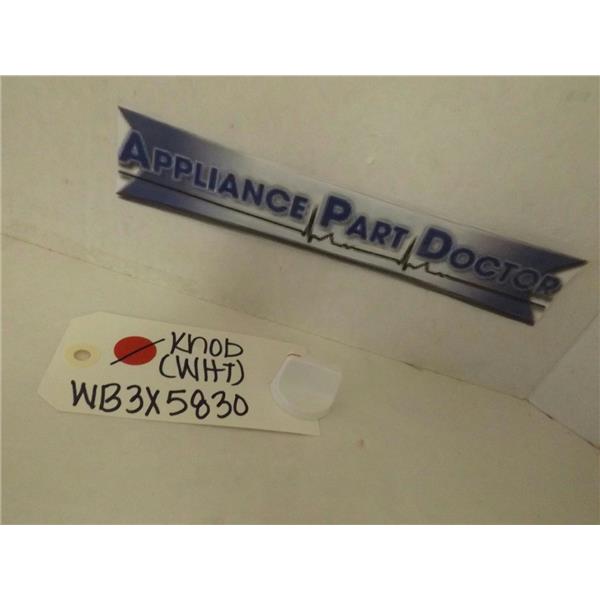 APPLIANCE PART DOCTOR
KNOB
(WHT)
WB3X5830